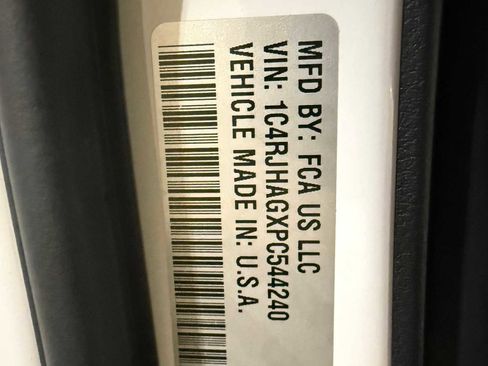 MFD BY: FCA US LLC
VIN: 1C4RJHAGXPC544240
VEHICLE MADE IN: U.S.A.